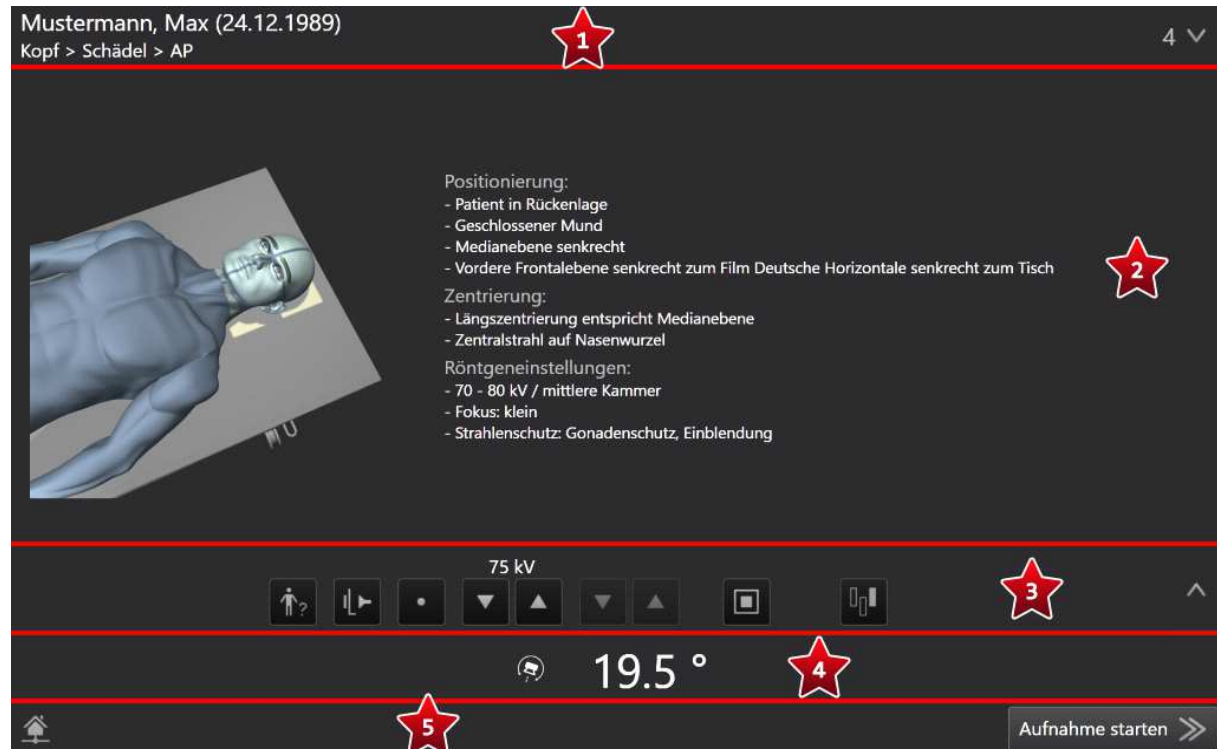 Mustermann, Max (24.12.1989)
Kopf > Schädel > AP
1
4
Positionierung:
- Patient in Rückenlage
- Geschlossener Mund
- Medianebene senkrecht
- Vordere Frontalebene senkrecht zum Film Deutsche Horizontale senkrecht zum Tisch
2
Zentrierung:
- Längszentrierung entspricht Medianebene
- Zentralstrahl auf Nasenwurzel
Röntgeneinstellungen:
- 70 - 80 kV / mittlere Kammer
- Fokus: klein
- Strahlenschutz: Gonadenschutz, Einblendung
75 kV
?
3
19.5 °
4
5
Aufnahme starten